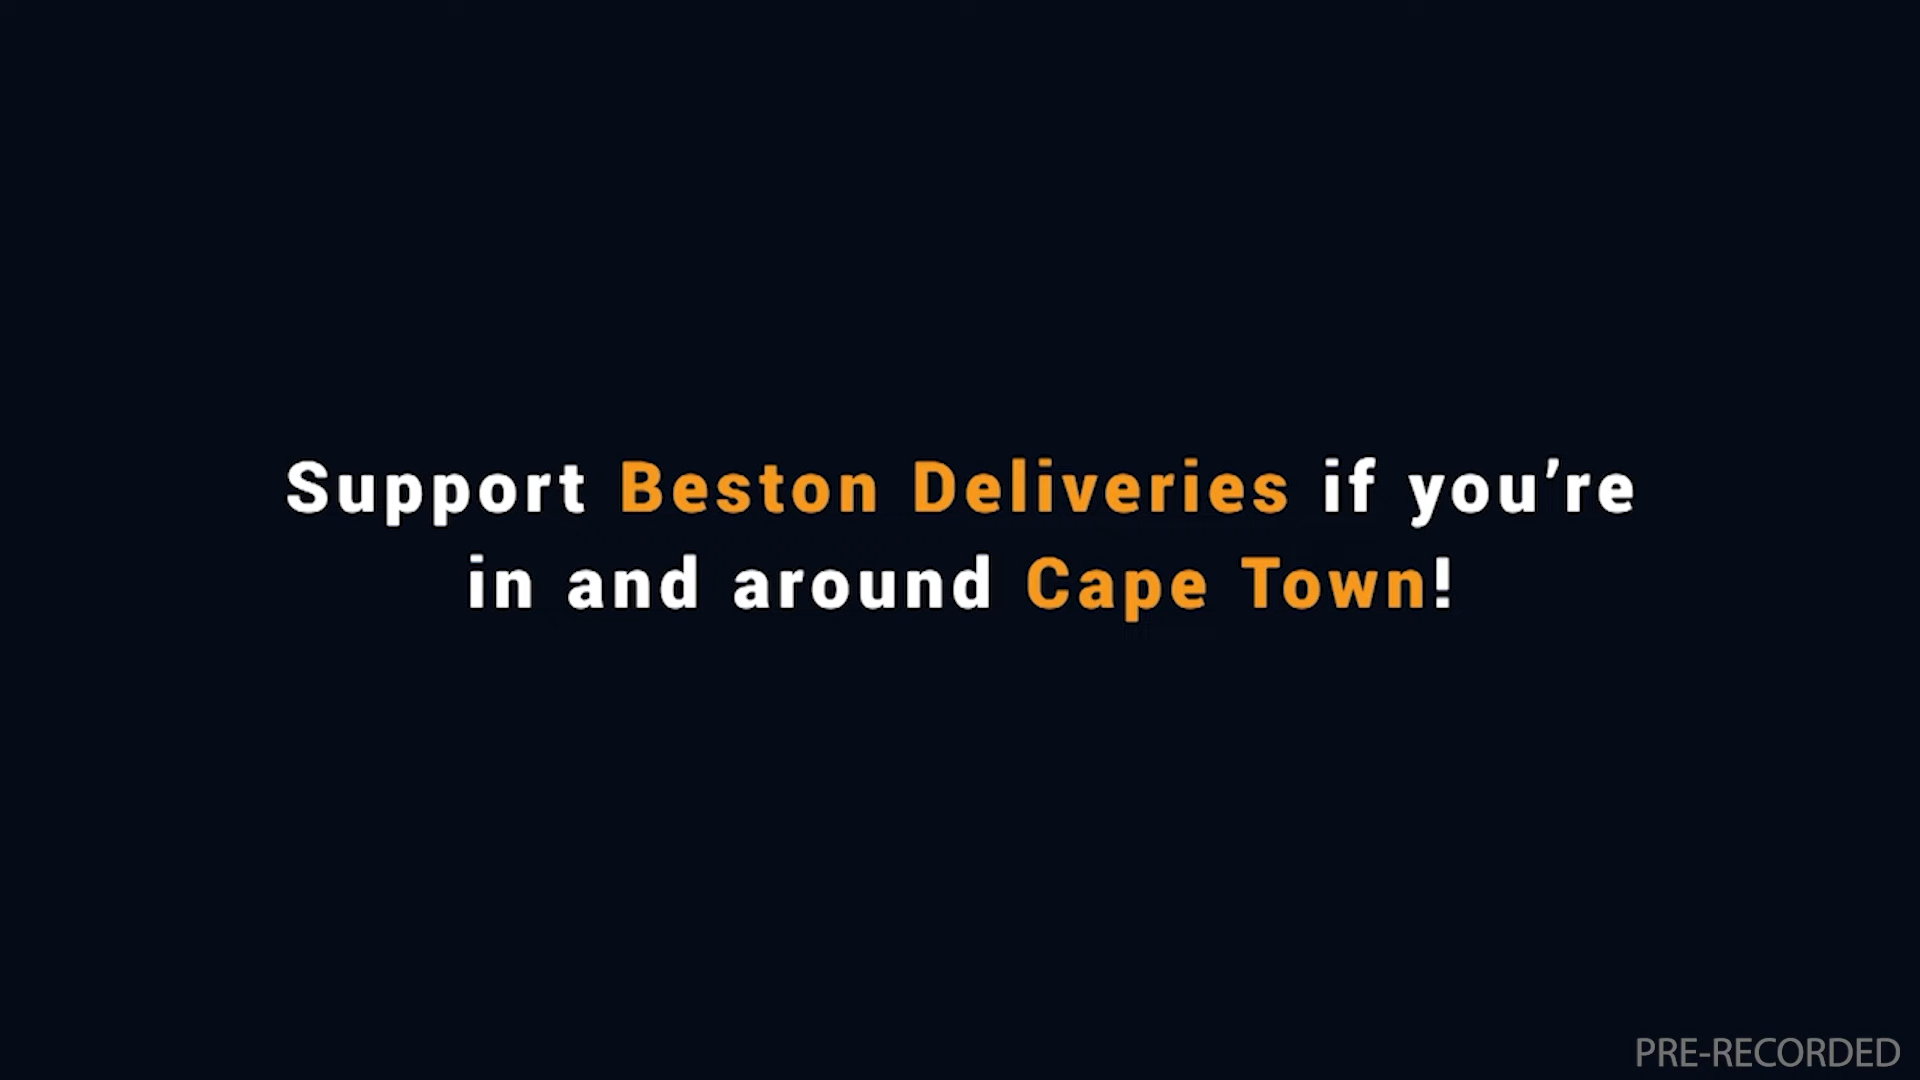 Support Beston Deliveries if you’re
in and around Cape Town!
PRE-RECORDED